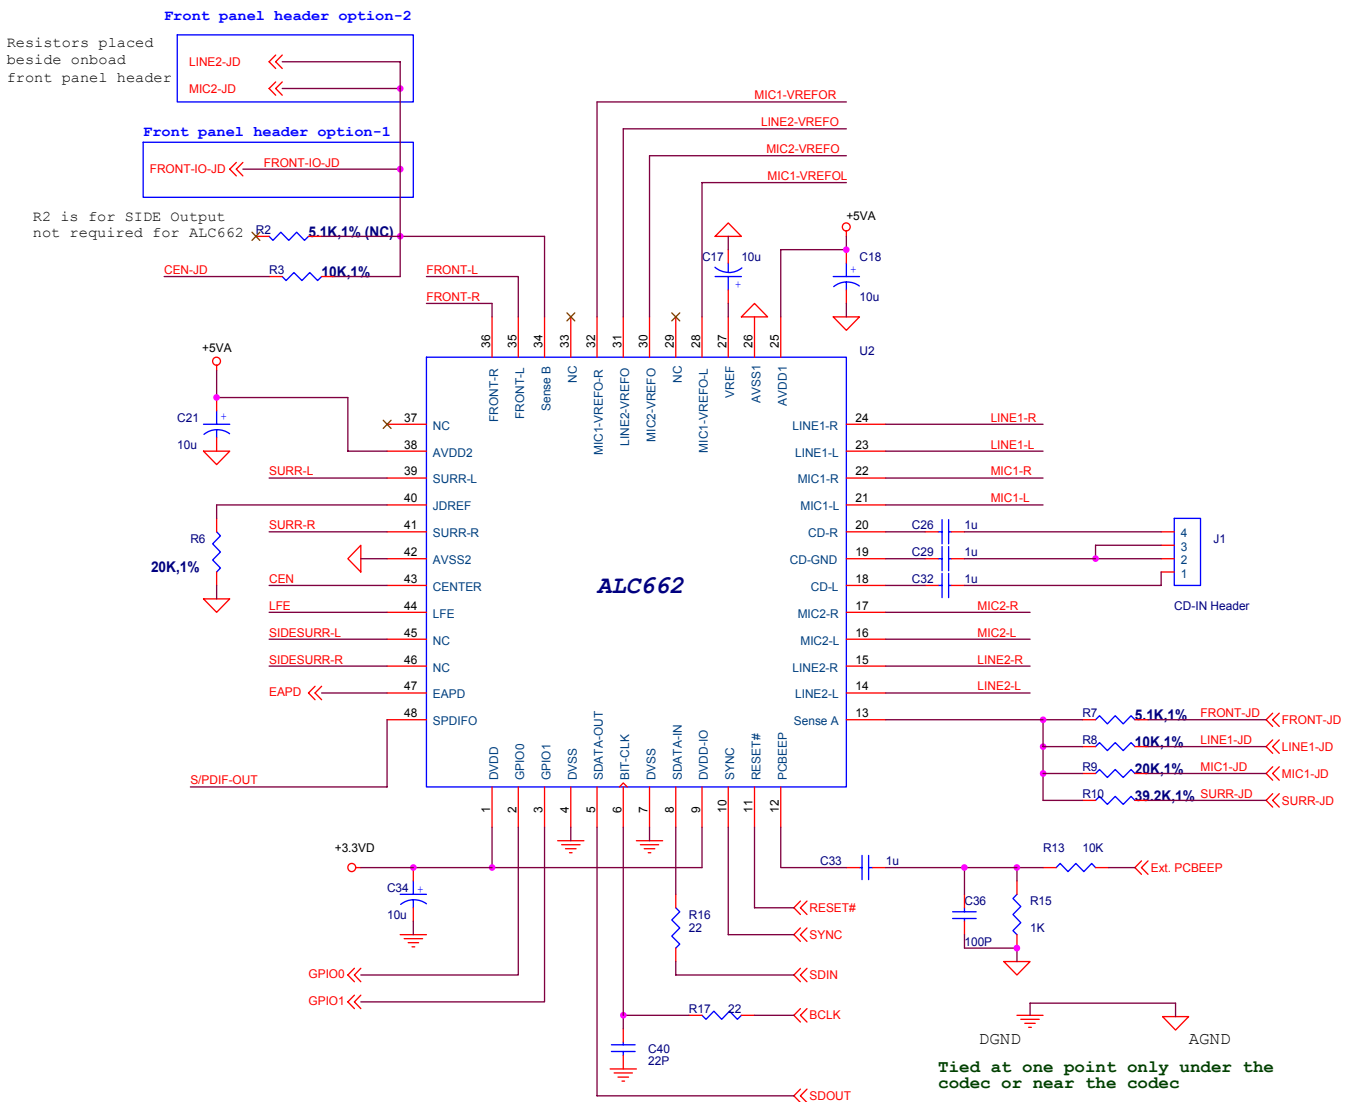 Front panel header option-2
Resistors placed
beside onboad
front panel header
LINE2-JD
MIC2-JD
Front panel header option-1
FRONT-IO-JD
FRONT-IO-JD
R2 is for SIDE Output
not required for ALC662
R2
5.1K,1% (NC)
CEN-JD
R3
10K,1%
FRONT-L
FRONT-R
MIC1-VREFOR
LINE2-VREFO
MIC2-VREFO
MIC1-VREFOL
+5VA
C17
10u
C18
10u
U2
36
35
34
33
32
31
30
29
28
27
26
25
FRONT-R
FRONT-L
Sense B
NC
MIC1-VREFO-R
LINE2-VREFO
MIC2-VREFO
NC
MIC1-VREFO-L
VREF
AVSS1
AVDD1
+5VA
C21
10u
37
NC
38
AVDD2
SURR-L
39
SURR-L
40
JDREF
SURR-R
41
SURR-R
R6
20K,1%
42
AVSS2
CEN
43
CENTER
LFE
44
LFE
SIDESURR-L
45
NC
SIDESURR-R
46
NC
EAPD
47
EAPD
48
SPDIFO
S/PDIF-OUT
ALC662
LINE1-R
24
LINE1-R
LINE1-L
23
LINE1-L
MIC1-R
22
MIC1-R
MIC1-L
21
MIC1-L
CD-R
20
C26
1u
CD-GND
19
C29
1u
CD-L
18
C32
1u
4
3
2
1
J1
CD-IN Header
MIC2-R
17
MIC2-R
MIC2-L
16
MIC2-L
LINE2-R
15
LINE2-R
LINE2-L
14
LINE2-L
Sense A
13
R7
5.1K,1%
FRONT-JD
FRONT-JD
R8
10K,1%
LINE1-JD
LINE1-JD
R9
20K,1%
MIC1-JD
MIC1-JD
R10
39.2K,1%
SURR-JD
SURR-JD
DVDD
GPIO0
GPIO1
DVSS
SDATA-OUT
BIT-CLK
DVSS
SDATA-IN
DVDD-IO
SYNC
RESET#
PCBEEP
1
2
3
4
5
6
7
8
9
10
11
12
+3.3VD
C34
10u
C33
1u
R13
10K
Ext. PCBEEP
C36
100P
R15
1K
R16
22
RESET#
SYNC
GPIO0
SDIN
GPIO1
R17
22
BCLK
C40
22P
SDOUT
DGND
AGND
Tied at one point only under the
codec or near the codec